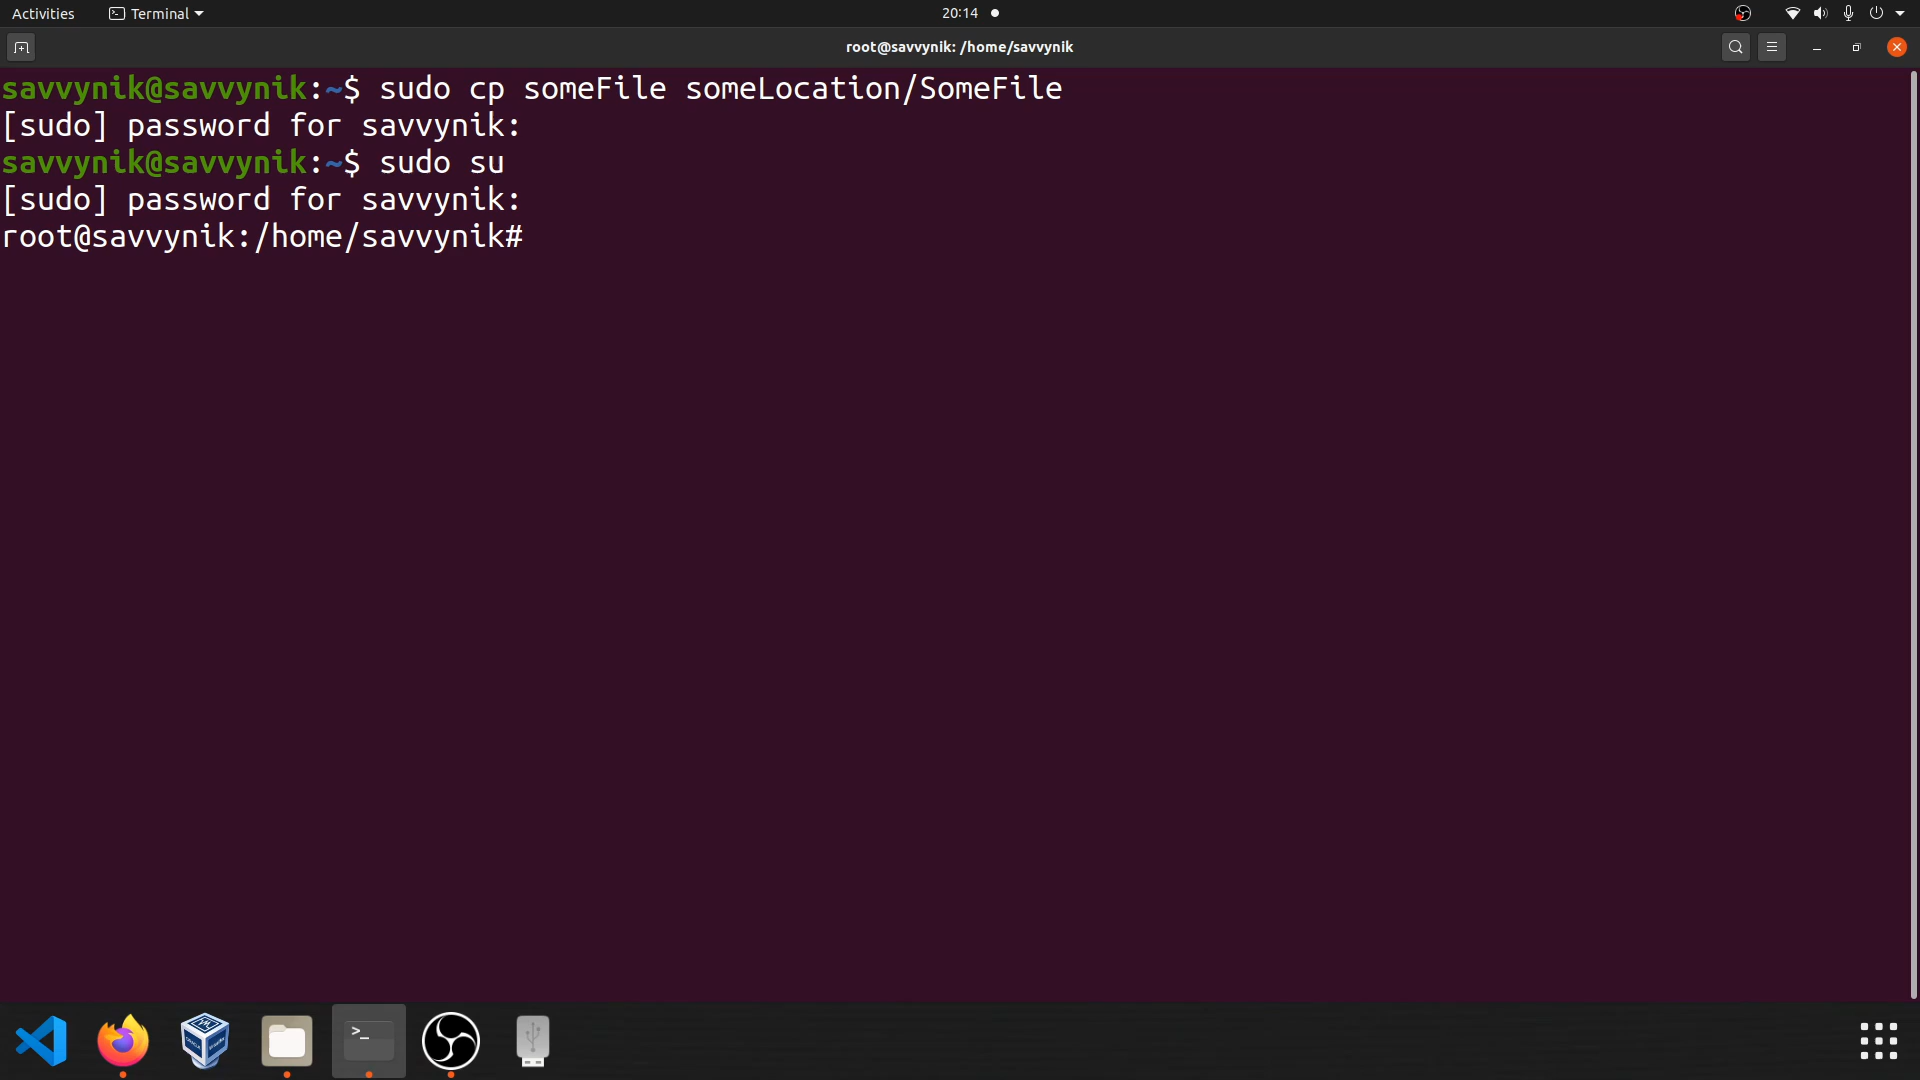 Activities Terminal 20:14
root@savvynik: /home/savvynik
savvynik@savvynik:~$ sudo cp someFile someLocation/SomeFile
[sudo] password for savvynik:
savvynik@savvynik:~$ sudo su
[sudo] password for savvynik:
root@savvynik:/home/savvynik#
>_